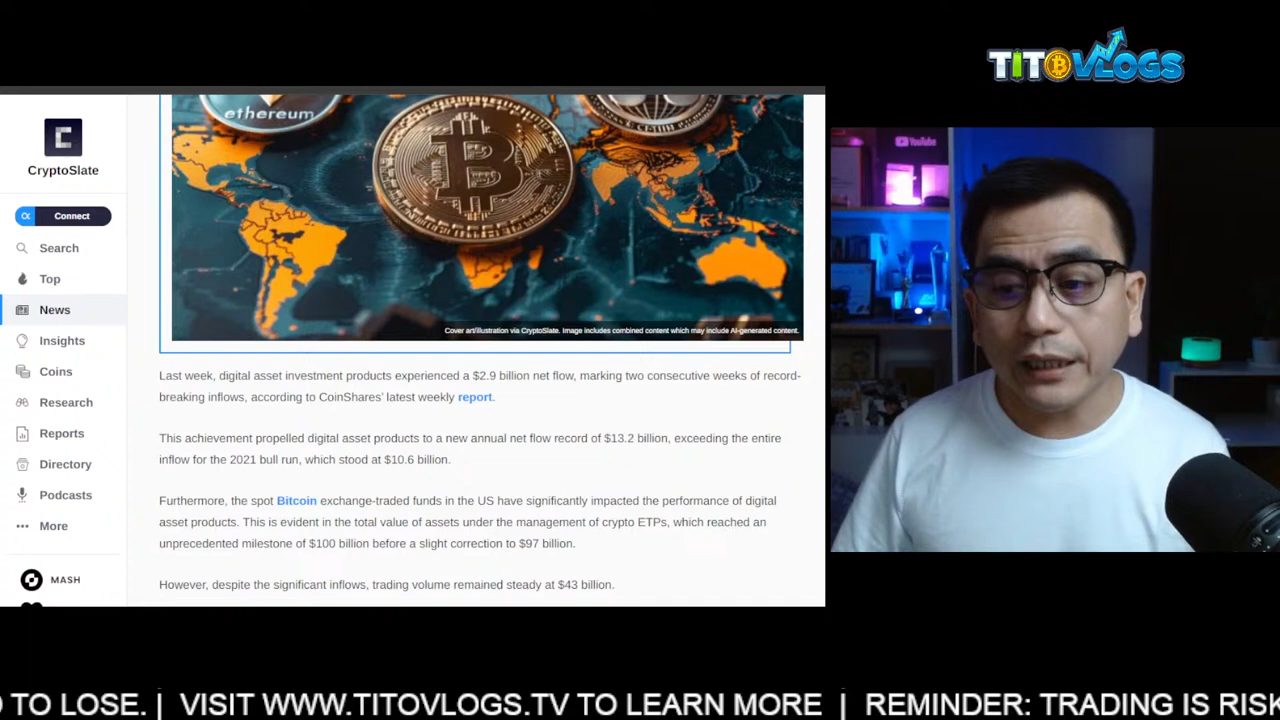 TITOVLOGS
YouTube
ethereum
CryptoSlate
Connect
Search
Top
News
Insights
Coins
Research
Reports
Directory
Podcasts
More
MASH
Cover art/illustration via CryptoSlate. Image includes combined content which may include AI-generated content.
Last week, digital asset investment products experienced a $2.9 billion net flow, marking two consecutive weeks of record-
breaking inflows, according to CoinShares’ latest weekly report.
This achievement propelled digital asset products to a new annual net flow record of $13.2 billion, exceeding the entire
inflow for the 2021 bull run, which stood at $10.6 billion.
Furthermore, the spot Bitcoin exchange-traded funds in the US have significantly impacted the performance of digital
asset products. This is evident in the total value of assets under the management of crypto ETPs, which reached an
unprecedented milestone of $100 billion before a slight correction to $97 billion.
However, despite the significant inflows, trading volume remained steady at $43 billion.
TO LOSE. | VISIT WWW.TITOVLOGS.TV TO LEARN MORE | REMINDER: TRADING IS RISK